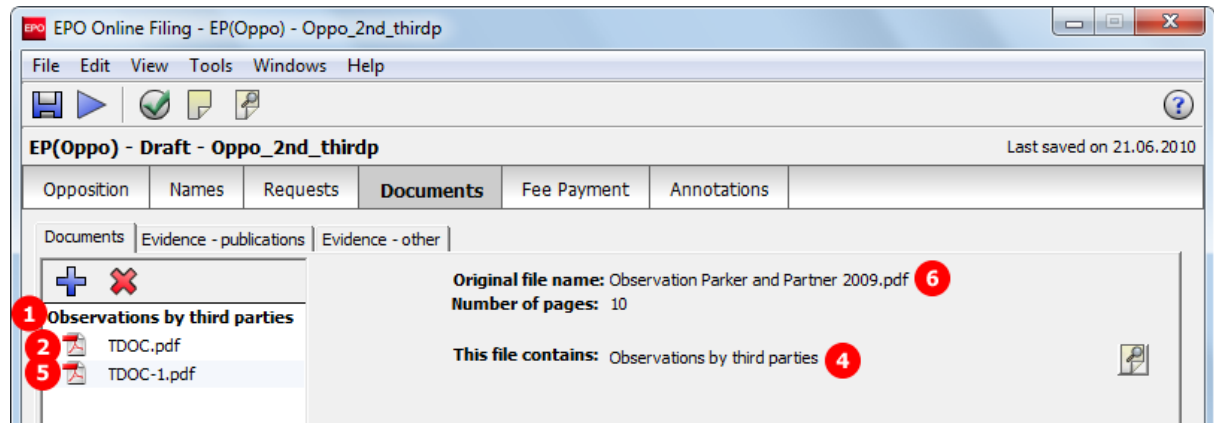 EPO EPO Online Filing - EP(Oppo) - Oppo_2nd_thirdp
File Edit View Tools Windows Help
EP(Oppo) - Draft - Oppo_2nd_thirdp Last saved on 21.06.2010
Opposition Names Requests Documents Fee Payment Annotations
Documents Evidence - publications Evidence - other
Original file name: Observation Parker and Partner 2009.pdf 6
Number of pages: 10
1 Observations by third parties
2 TDOC.pdf
This file contains: Observations by third parties 4
5 TDOC-1.pdf